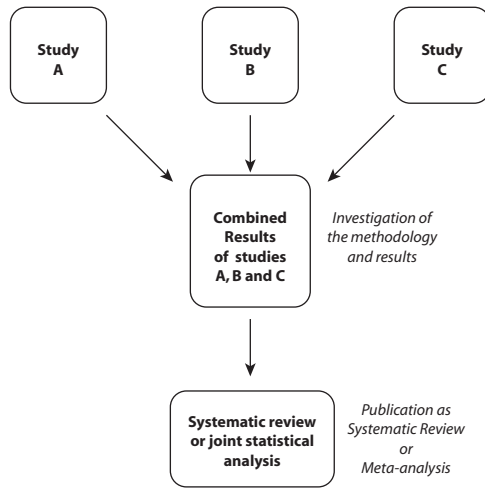 Study
A
Study
B
Study
C
Combined
Results
of studies
A, B and C
Investigation of
the methodology
and results
Systematic review
or joint statistical
analysis
Publication as
Systematic Review
or
Meta-analysis